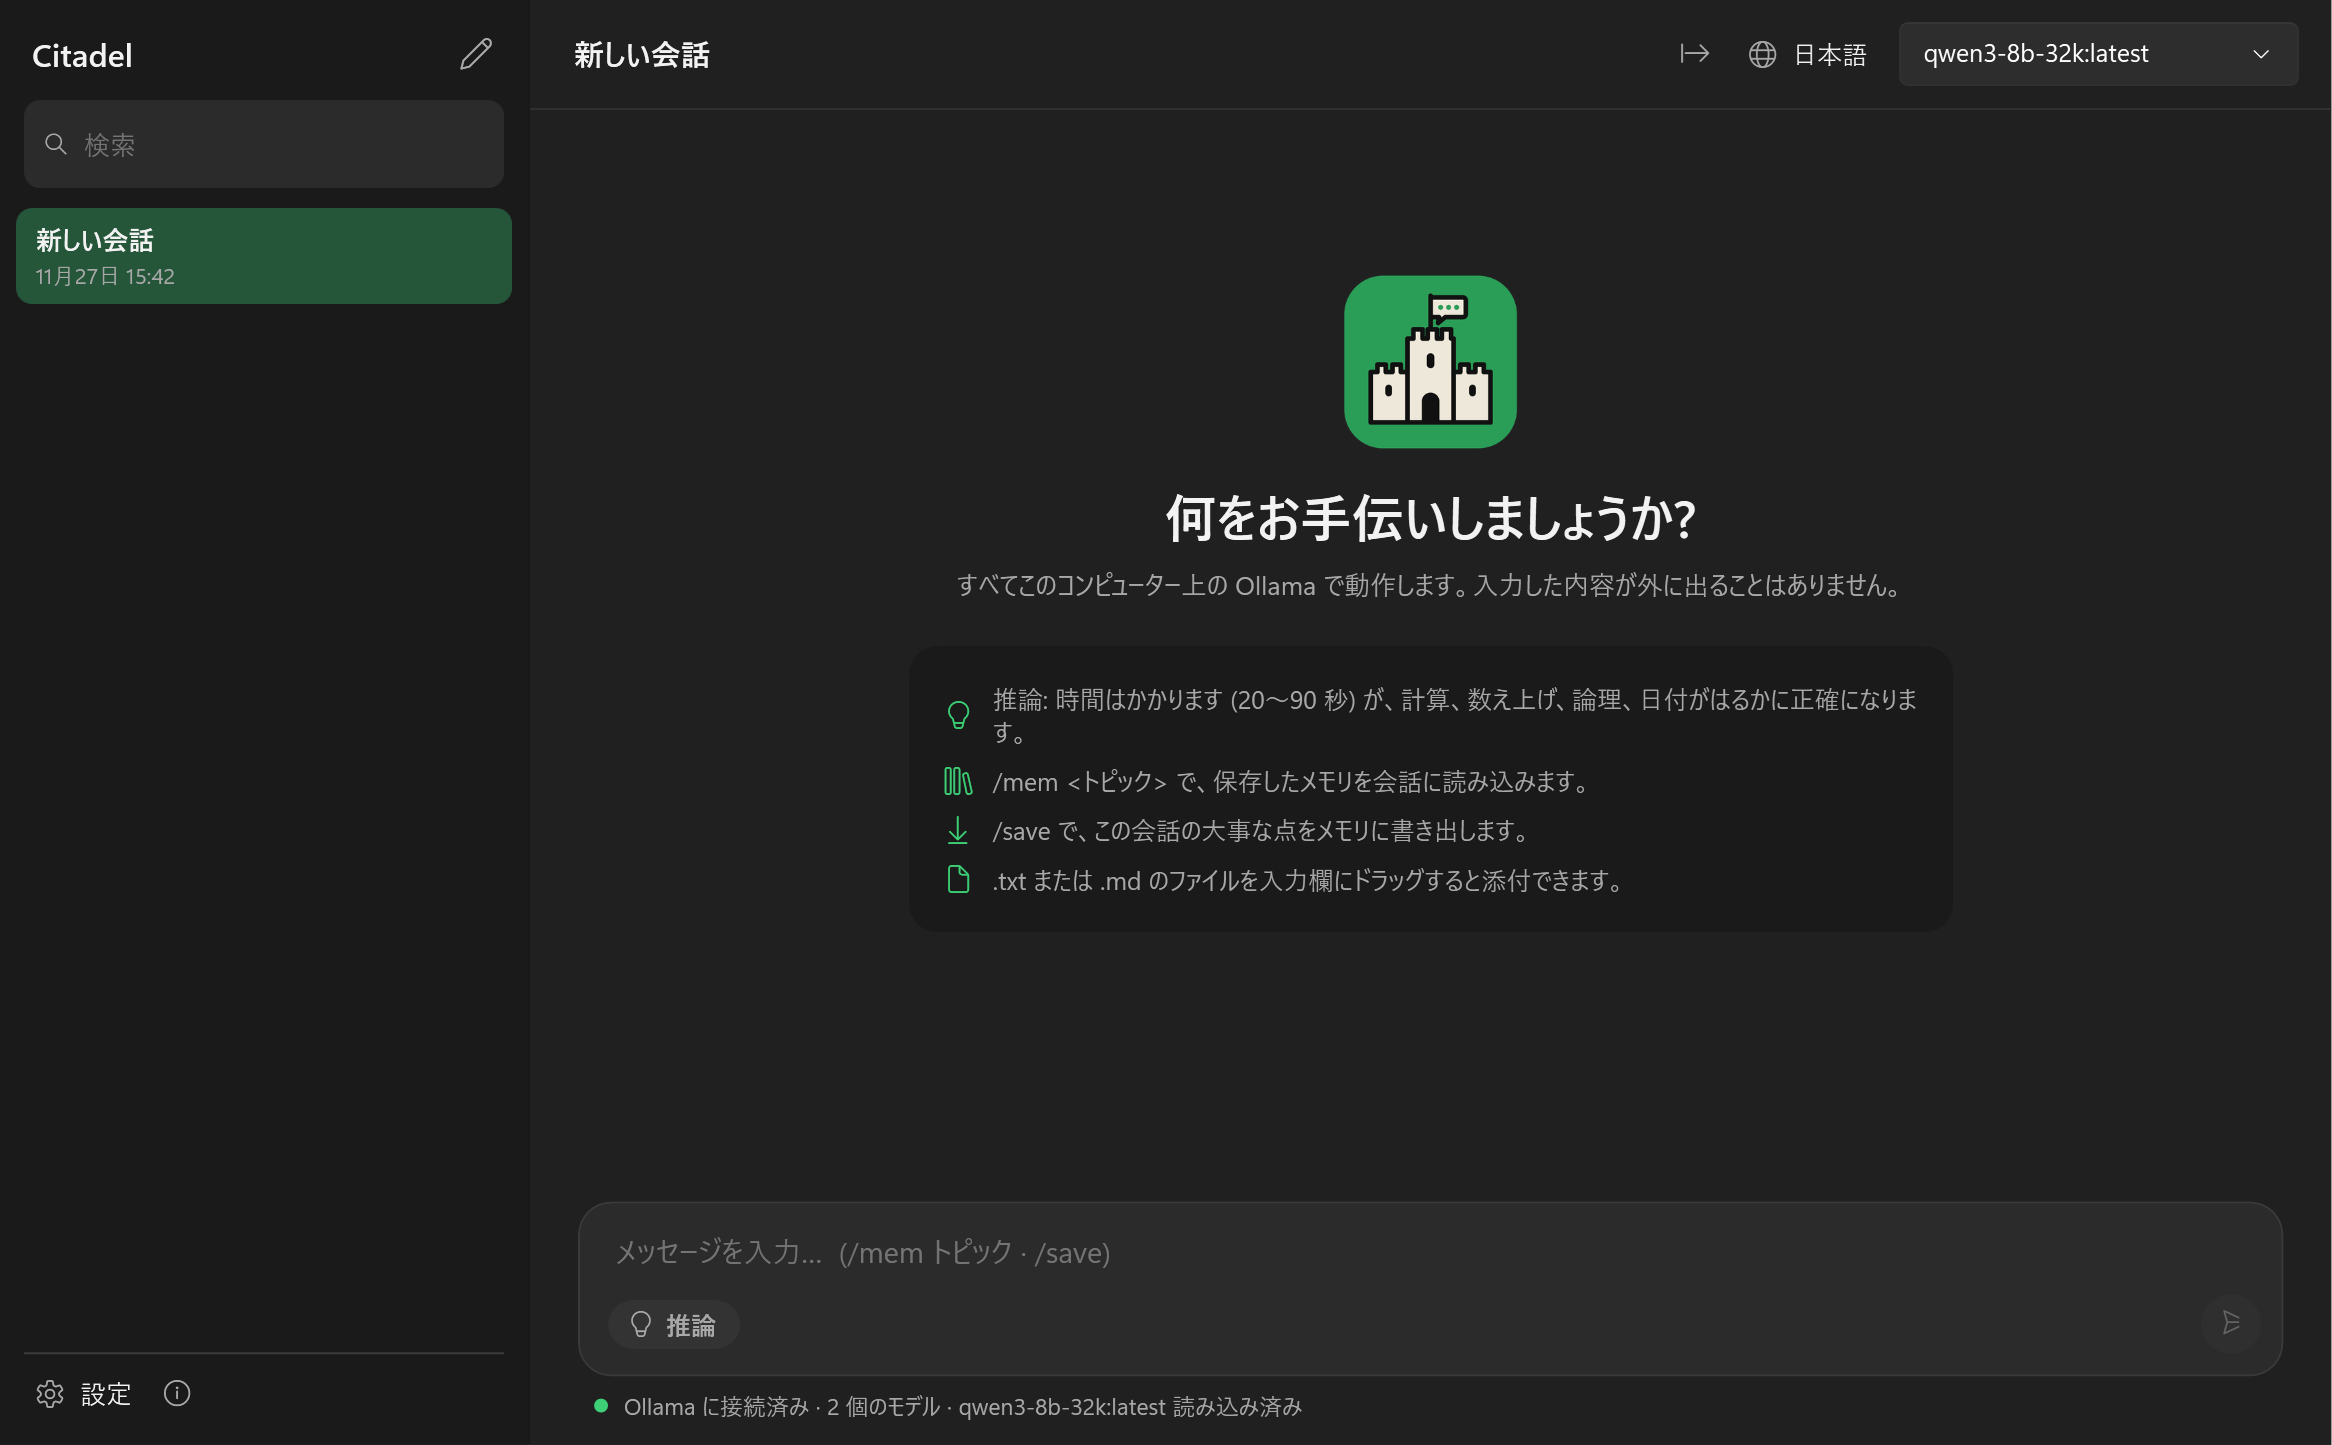 Citadel
検索
新しい会話
11月27日 15:42
設定
新しい会話
日本語
qwen3-8b-32k:latest
何をお手伝いしましょうか?
すべてこのコンピューター上の Ollama で動作します。入力した内容が外に出ることはありません。
推論: 時間はかかります (20〜90 秒) が、計算、数え上げ、論理、日付がはるかに正確になりま
す。
/mem <トピック> で、保存したメモリを会話に読み込みます。
/save で、この会話の大事な点をメモリに書き出します。
.txt または .md のファイルを入力欄にドラッグすると添付できます。
メッセージを入力... (/mem トピック · /save)
推論
Ollama に接続済み · 2 個のモデル · qwen3-8b-32k:latest 読み込み済み